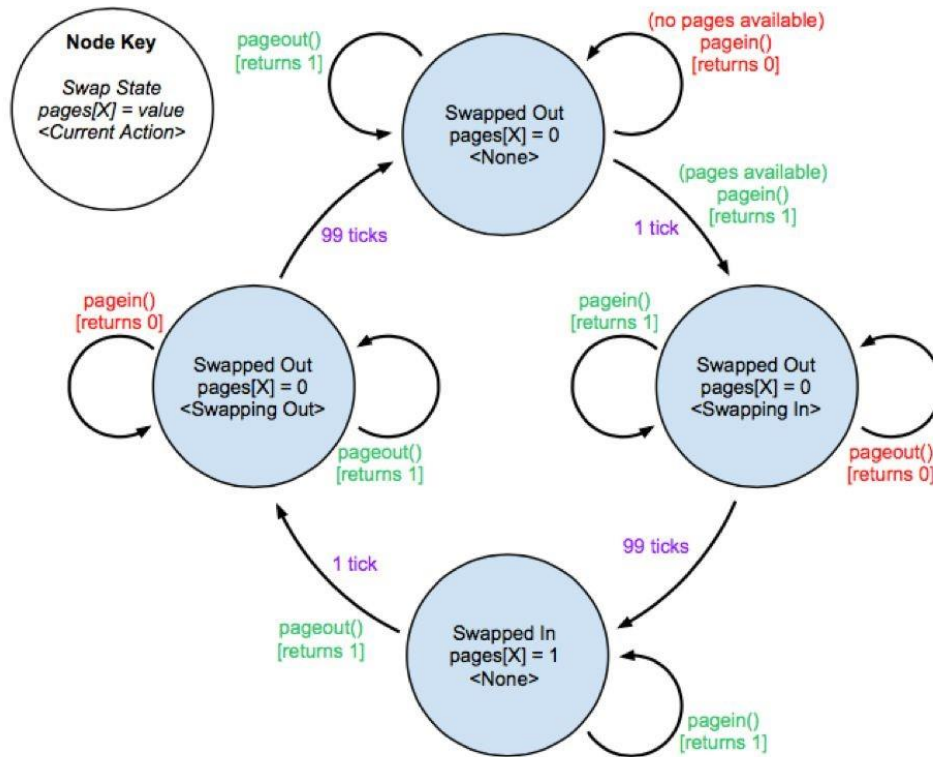 Node Key
Swap State
pages[X] = value
<Current Action>
pageout()
[returns 1]
(no pages available)
pagein()
[returns 0]
Swapped Out
pages[X] = 0
<None>
(pages available)
pagein()
[returns 1]
99 ticks
1 tick
pagein()
[returns 0]
Swapped Out
pages[X] = 0
<Swapping Out>
pageout()
[returns 1]
pagein()
[returns 1]
Swapped Out
pages[X] = 0
<Swapping In>
pageout()
[returns 0]
1 tick
pageout()
[returns 1]
99 ticks
Swapped In
pages[X] = 1
<None>
pagein()
[returns 1]